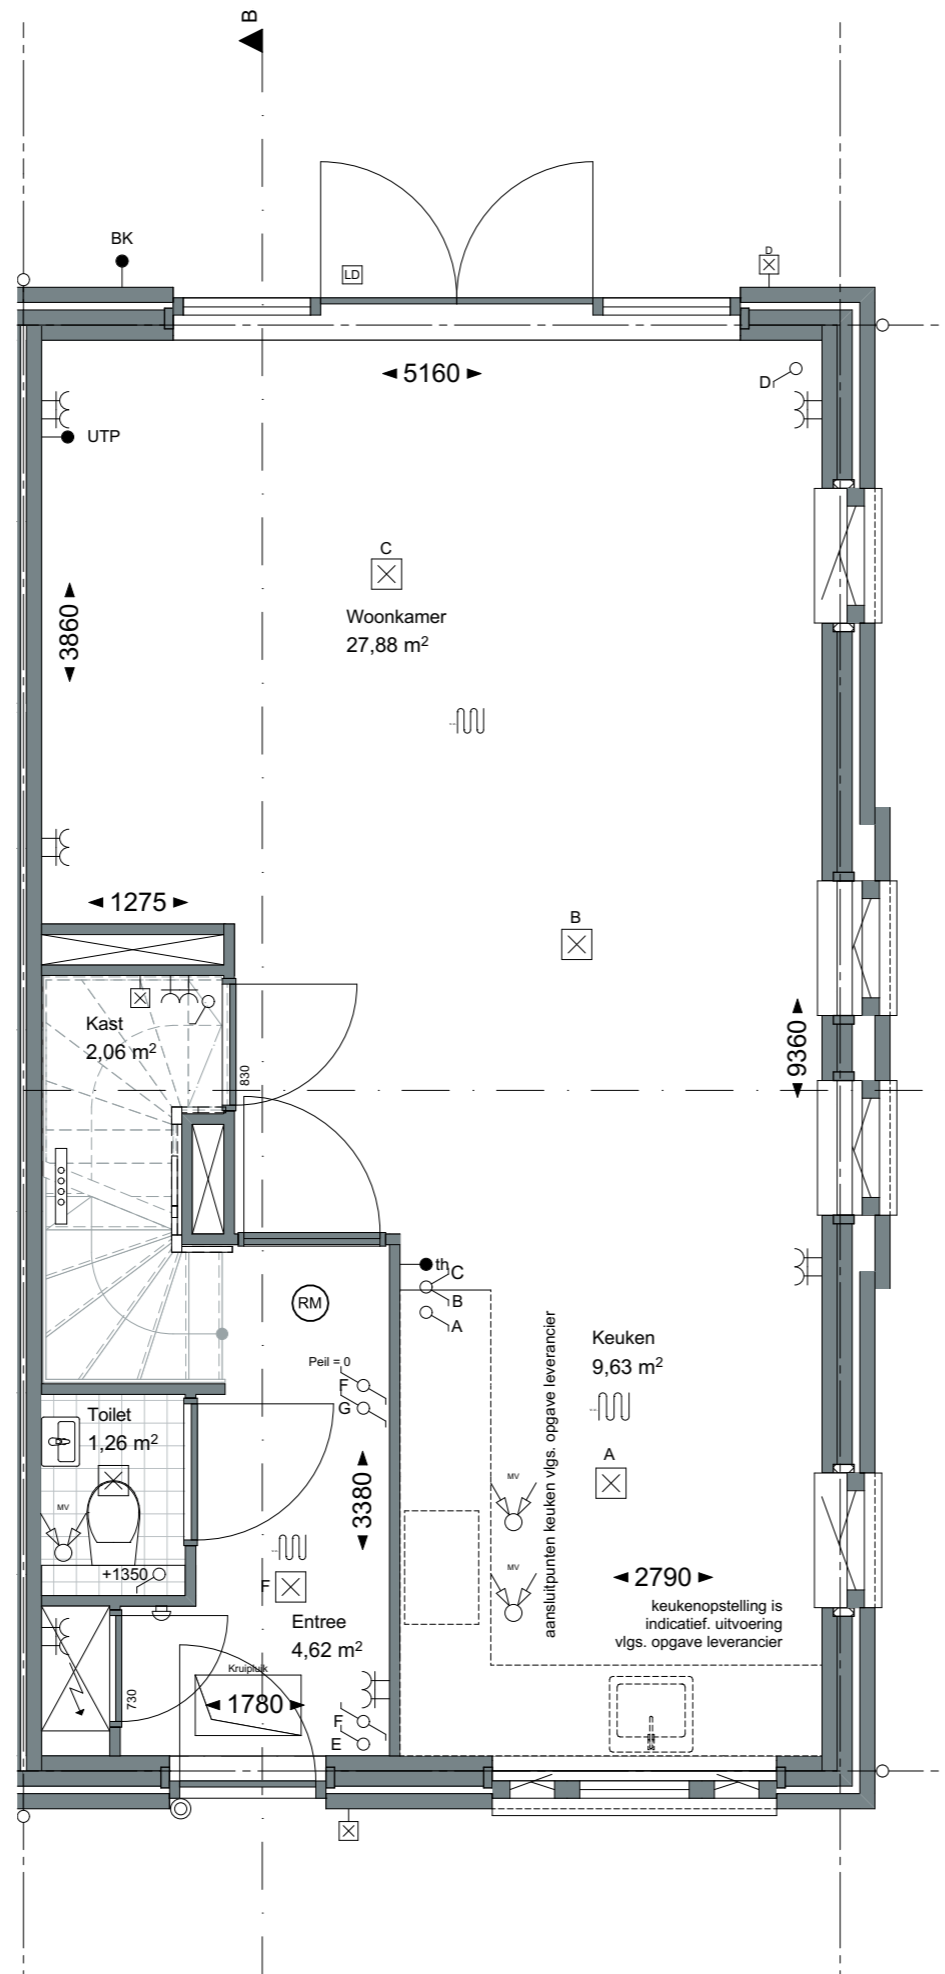 B
BK
LD
D
5160
D
UTP
C
Woonkamer
27,88 m²
3860
1275
B
Kast
2,06 m²
830
9360
th
C
B
A
RM
Peil = 0
F
G
Keuken
9,63 m²
A
aansluitpunten keuken vlgs. opgave leverancier
Toilet
1,26 m²
MV
MV
MV
3380
+1350
2790
keukenopstelling is
indicatief. uitvoering
vlgs. opgave leverancier
F
Entree
4,62 m²
Kruipluik
1780
730
F
E